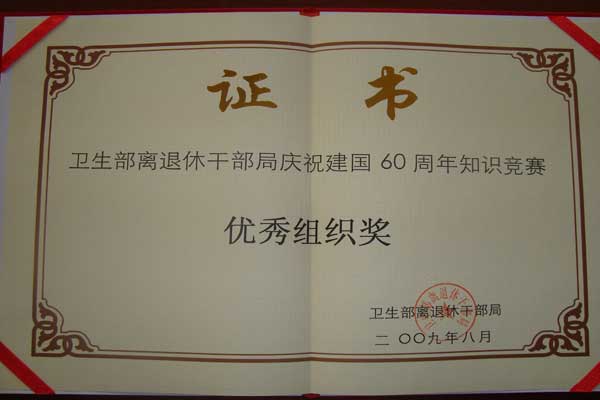 证书
卫生部离退休干部局庆祝建国 60 周年知识竞赛
优秀组织奖
卫生部离退休干部局
二〇〇九年八月